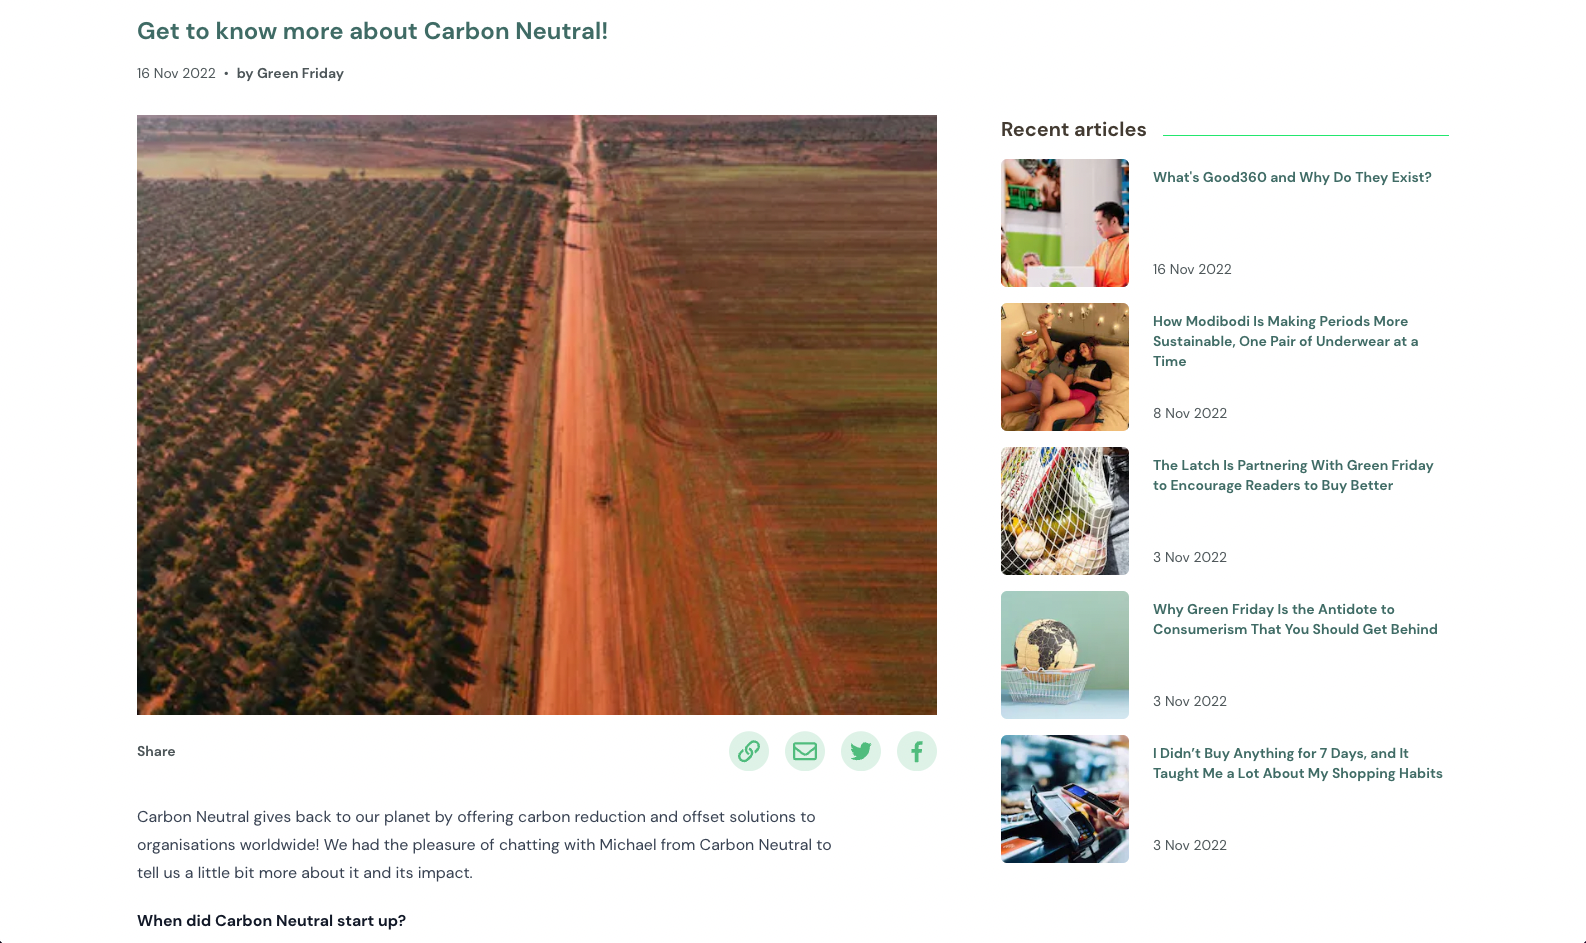 Get to know more about Carbon Neutral!
16 Nov 2022 • by Green Friday
Share
Carbon Neutral gives back to our planet by offering carbon reduction and offset solutions to
organisations worldwide! We had the pleasure of chatting with Michael from Carbon Neutral to
tell us a little bit more about it and its impact.
When did Carbon Neutral start up?
Recent articles
What's Good360 and Why Do They Exist?
16 Nov 2022
How Modibodi Is Making Periods More
Sustainable, One Pair of Underwear at a
Time
8 Nov 2022
The Latch Is Partnering With Green Friday
to Encourage Readers to Buy Better
3 Nov 2022
Why Green Friday Is the Antidote to
Consumerism That You Should Get Behind
3 Nov 2022
I Didn’t Buy Anything for 7 Days, and It
Taught Me a Lot About My Shopping Habits
3 Nov 2022